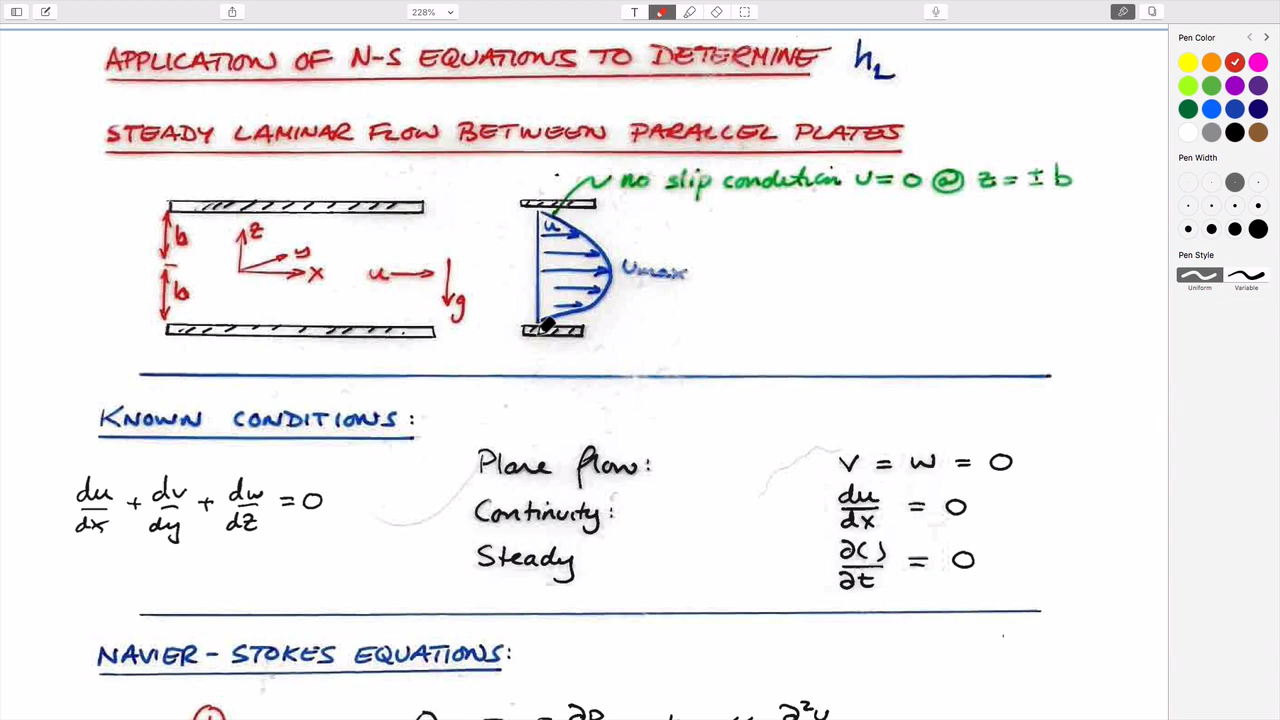 228%
T
APPLICATION OF N-S EQUATIONS TO DETERMINE hL
STEADY LAMINAR FLOW BETWEEN PARALLEL PLATES
no slip condition u = 0 @ z = ± b
b
b
z
y
x
u
g
u
Umax
KNOWN CONDITIONS:
du/dx + dv/dy + dw/dz = 0
Plane flow: v = w = 0
Continuity: du/dx = 0
Steady ∂( )/∂t = 0
NAVIER-STOKES EQUATIONS:
Pen Color
Pen Width
Pen Style
Uniform
Variable